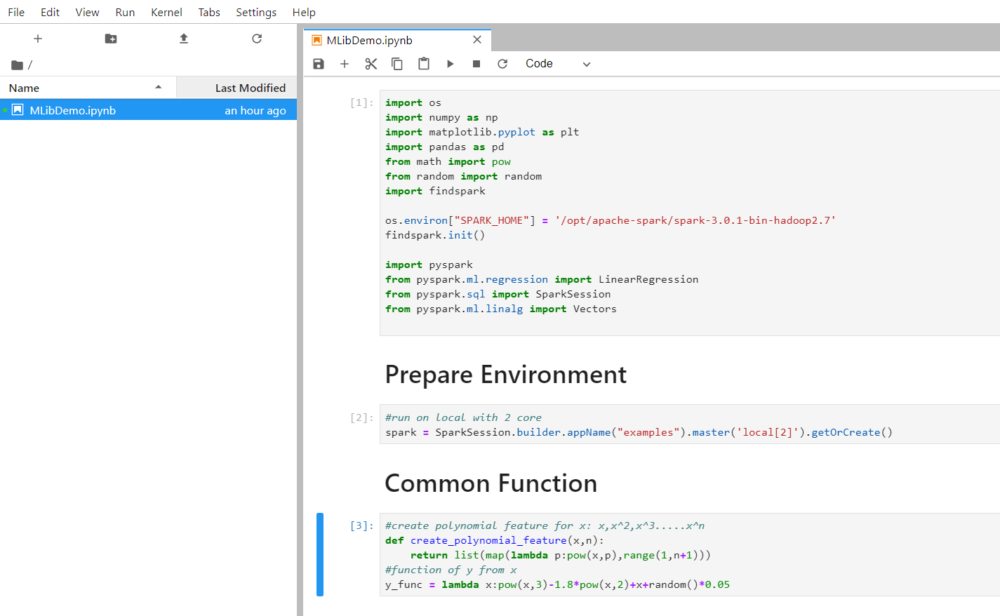 File Edit View Run Kernel Tabs Settings Help
MLibDemo.ipynb
/
Code
Name Last Modified
MLibDemo.ipynb an hour ago
[1]: import os
import numpy as np
import matplotlib.pyplot as plt
import pandas as pd
from math import pow
from random import random
import findspark
os.environ["SPARK_HOME"] = '/opt/apache-spark/spark-3.0.1-bin-hadoop2.7'
findspark.init()
import pyspark
from pyspark.ml.regression import LinearRegression
from pyspark.sql import SparkSession
from pyspark.ml.linalg import Vectors
Prepare Environment
[2]: #run on local with 2 core
spark = SparkSession.builder.appName("examples").master('local[2]').getOrCreate()
Common Function
[3]: #create polynomial feature for x: x,x^2,x^3.....x^n
def create_polynomial_feature(x,n):
    return list(map(lambda p:pow(x,p),range(1,n+1)))
#function of y from x
y_func = lambda x:pow(x,3)-1.8*pow(x,2)+x+random()*0.05